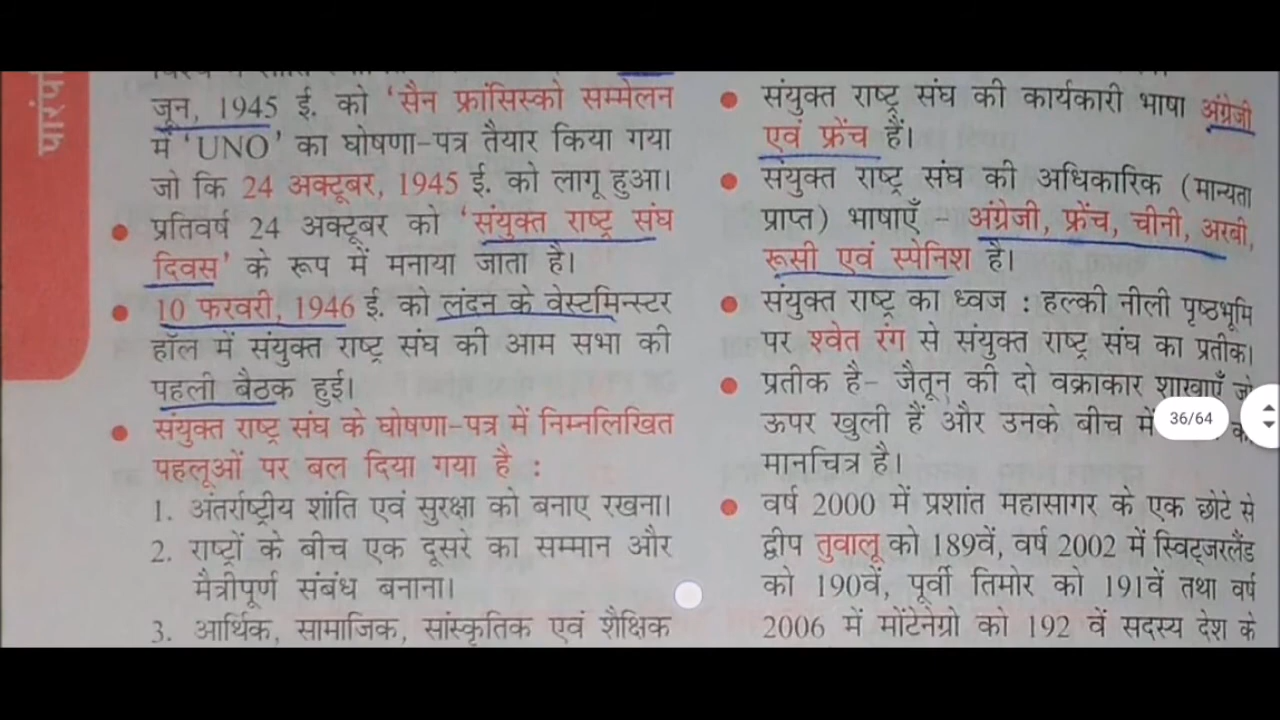 पारंप
जून, 1945 ई. को 'सैन फ्रांसिस्को सम्मेलन
में 'UNO' का घोषणा-पत्र तैयार किया गया
जो कि 24 अक्टूबर, 1945 ई. को लागू हुआ।
प्रतिवर्ष 24 अक्टूबर को 'संयुक्त राष्ट्र संघ
दिवस' के रूप में मनाया जाता है।
10 फरवरी, 1946 ई. को लंदन के वेस्टमिन्स्टर
हॉल में संयुक्त राष्ट्र संघ की आम सभा की
पहली बैठक हुई।
संयुक्त राष्ट्र संघ के घोषणा-पत्र में निम्नलिखित
पहलूओं पर बल दिया गया है :
1. अंतर्राष्ट्रीय शांति एवं सुरक्षा को बनाए रखना।
2. राष्ट्रों के बीच एक दूसरे का सम्मान और
मैत्रीपूर्ण संबंध बनाना।
3. आर्थिक, सामाजिक, सांस्कृतिक एवं शैक्षिक
संयुक्त राष्ट्र संघ की कार्यकारी भाषा अंग्रेजी
एवं फ्रेंच हैं।
संयुक्त राष्ट्र संघ की अधिकारिक (मान्यता
प्राप्त) भाषाएँ – अंग्रेजी, फ्रेंच, चीनी, अरबी,
रूसी एवं स्पेनिश है।
संयुक्त राष्ट्र का ध्वज : हल्की नीली पृष्ठभूमि
पर श्वेत रंग से संयुक्त राष्ट्र संघ का प्रतीक।
प्रतीक है– जैतून की दो वक्राकार शाखाएँ जो
ऊपर खुली हैं और उनके बीच में
मानचित्र है।
36/64
वर्ष 2000 में प्रशांत महासागर के एक छोटे से
द्वीप तुवालू को 189वें, वर्ष 2002 में स्विट्जरलैंड
को 190वें, पूर्वी तिमोर को 191वें तथा वर्ष
2006 में मोंटेनेग्रो को 192 वें सदस्य देश के